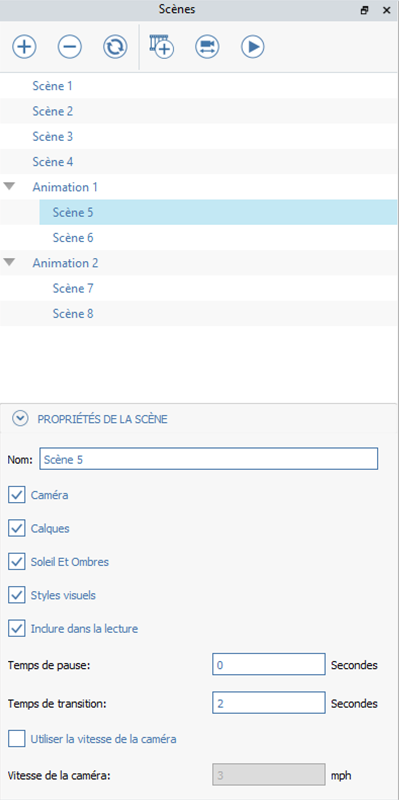 Scènes
Scène 1
Scène 2
Scène 3
Scène 4
Animation 1
Scène 5
Scène 6
Animation 2
Scène 7
Scène 8
PROPRIÉTÉS DE LA SCÈNE
Nom: Scène 5
Caméra
Calques
Soleil Et Ombres
Styles visuels
Inclure dans la lecture
Temps de pause: 0 Secondes
Temps de transition: 2 Secondes
Utiliser la vitesse de la caméra
Vitesse de la caméra: 3 mph